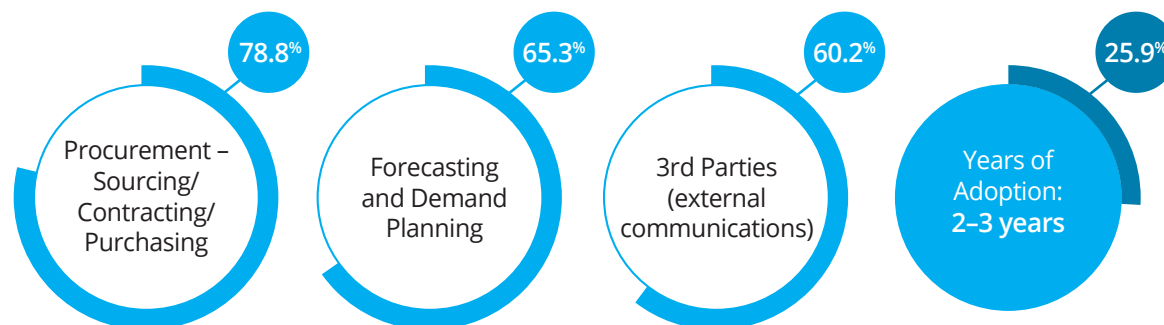 78.8%
Procurement –
Sourcing/
Contracting/
Purchasing
65.3%
Forecasting
and Demand
Planning
60.2%
3rd Parties
(external
communications)
25.9%
Years of
Adoption:
2–3 years